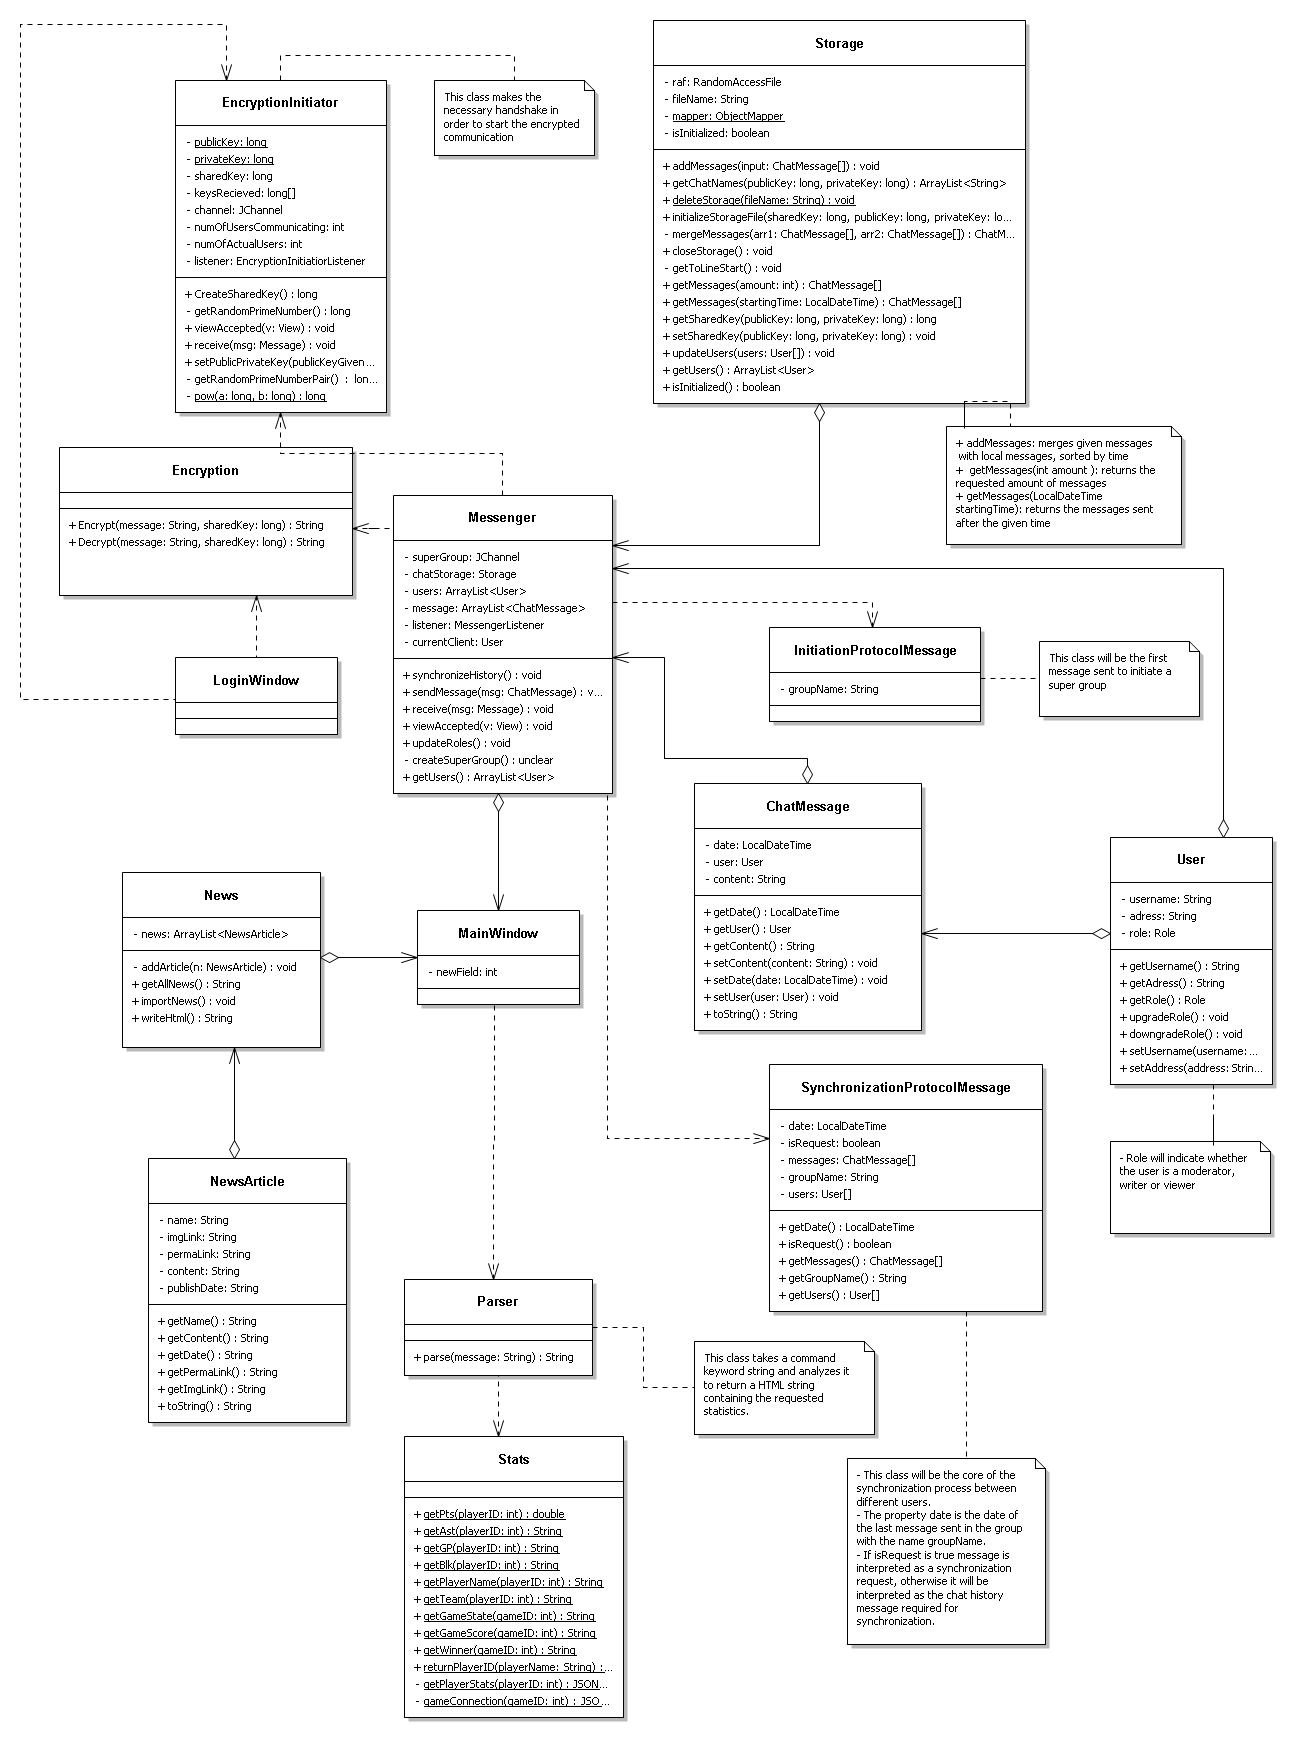 Storage
- raf: RandomAccessFile
- fileName: String
- mapper: ObjectMapper
- isInitialized: boolean
+ addMessages(input: ChatMessage[]) : void
+ getChatNames(publicKey: long, privateKey: long) : ArrayList<String>
+ deleteStorage(fileName: String) : void
+ initializeStorageFile(sharedKey: long, publicKey: long, privateKey: lo...
- mergeMessages(arr1: ChatMessage[], arr2: ChatMessage[]) : ChatM...
+ closeStorage() : void
- getToLineStart() : void
+ getMessages(amount: int) : ChatMessage[]
+ getMessages(startingTime: LocalDateTime) : ChatMessage[]
+ getSharedKey(publicKey: long, privateKey: long) : long
+ setSharedKey(publicKey: long, privateKey: long) : void
+ updateUsers(users: User[]) : void
+ getUsers() : ArrayList<User>
+ isInitialized() : boolean
EncryptionInitiator
- publicKey: long
- privateKey: long
- sharedKey: long
- keysRecieved: long[]
- channel: JChannel
- numOfUsersCommunicating: int
- numOfActualUsers: int
- listener: EncryptionInitiatiorListener
+ CreateSharedKey() : long
- getRandomPrimeNumber() : long
+ viewAccepted(v: View) : void
+ receive(msg: Message) : void
+ setPublicPrivateKey(publicKeyGiven...
- getRandomPrimeNumberPair() : lon...
- pow(a: long, b: long) : long
This class makes the
necessary handshake in
order to start the encrypted
communication
+ addMessages: merges given messages
with local messages, sorted by time
+ getMessages(int amount ): returns the
requested amount of messages
+ getMessages(LocalDateTime
startingTime): returns the messages sent
after the given time
Encryption
+ Encrypt(message: String, sharedKey: long) : String
+ Decrypt(message: String, sharedKey: long) : String
Messenger
- superGroup: JChannel
- chatStorage: Storage
- users: ArrayList<User>
- message: ArrayList<ChatMessage>
- listener: MessengerListener
- currentClient: User
+ synchronizeHistory() : void
+ sendMessage(msg: ChatMessage) : v...
+ receive(msg: Message) : void
+ viewAccepted(v: View) : void
+ updateRoles() : void
- createSuperGroup() : unclear
+ getUsers() : ArrayList<User>
InitiationProtocolMessage
- groupName: String
This class will be the first
message sent to initiate a
super group
LoginWindow
ChatMessage
- date: LocalDateTime
- user: User
- content: String
+ getDate() : LocalDateTime
+ getUser() : User
+ getContent() : String
+ setContent(content: String) : void
+ setDate(date: LocalDateTime) : void
+ setUser(user: User) : void
+ toString() : String
User
- username: String
- adress: String
- role: Role
+ getUsername() : String
+ getAdress() : String
+ getRole() : Role
+ upgradeRole() : void
+ downgradeRole() : void
+ setUsername(username: ...
+ setAddress(address: Strin...
- Role will indicate whether
the user is a moderator,
writer or viewer
News
- news: ArrayList<NewsArticle>
- addArticle(n: NewsArticle) : void
+ getAllNews() : String
+ importNews() : void
+ writeHtml() : String
MainWindow
- newField: int
SynchronizationProtocolMessage
- date: LocalDateTime
- isRequest: boolean
- messages: ChatMessage[]
- groupName: String
- users: User[]
+ getDate() : LocalDateTime
+ isRequest() : boolean
+ getMessages() : ChatMessage[]
+ getGroupName() : String
+ getUsers() : User[]
NewsArticle
- name: String
- imgLink: String
- permaLink: String
- content: String
- publishDate: String
+ getName() : String
+ getContent() : String
+ getDate() : String
+ getPermaLink() : String
+ getImgLink() : String
+ toString() : String
Parser
+ parse(message: String) : String
This class takes a command
keyword string and analyzes it
to return a HTML string
containing the requested
statistics.
Stats
+ getPts(playerID: int) : double
+ getAst(playerID: int) : String
+ getGP(playerID: int) : String
+ getBlk(playerID: int) : String
+ getPlayerName(playerID: int) : String
+ getTeam(playerID: int) : String
+ getGameState(gameID: int) : String
+ getGameScore(gameID: int) : String
+ getWinner(gameID: int) : String
+ returnPlayerID(playerName: String) :...
- getPlayerStats(playerID: int) : JSON...
- gameConnection(gameID: int) : JSO...
- This class will be the core of the
synchronization process between
different users.
- The property date is the date of
the last message sent in the group
with the name groupName.
- If isRequest is true message is
interpreted as a synchronization
request, otherwise it will be
interpreted as the chat history
message required for
synchronization.